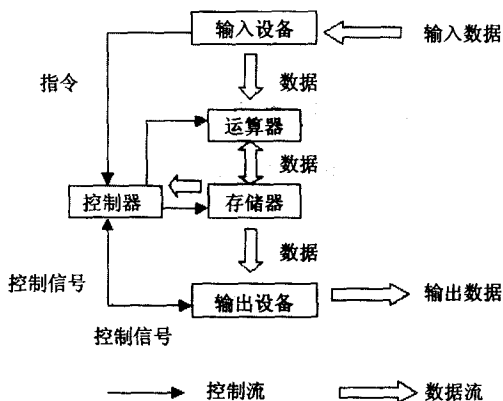 输入设备
输入数据
指令
数据
运算器
数据
控制器
存储器
数据
控制信号
输出设备
输出数据
控制信号
控制流
数据流